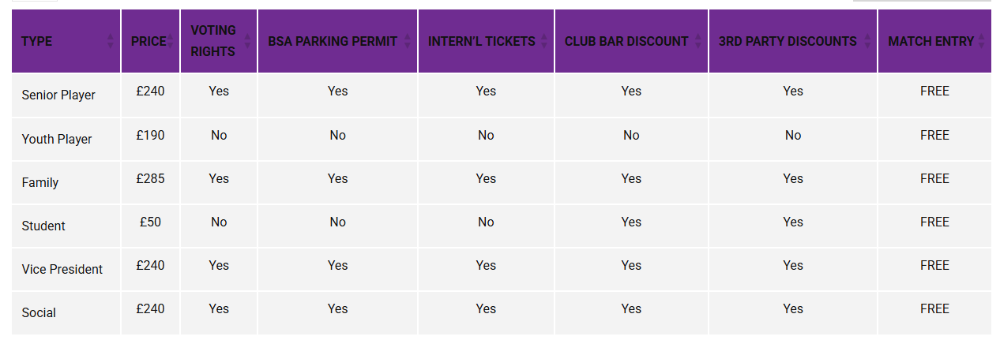 TYPE PRICE VOTING RIGHTS BSA PARKING PERMIT INTERN'L TICKETS CLUB BAR DISCOUNT 3RD PARTY DISCOUNTS MATCH ENTRY
Senior Player £240 Yes Yes Yes Yes Yes FREE
Youth Player £190 No No No No No FREE
Family £285 Yes Yes Yes Yes Yes FREE
Student £50 No No No Yes Yes FREE
Vice President £240 Yes Yes Yes Yes Yes FREE
Social £240 Yes Yes Yes Yes Yes FREE